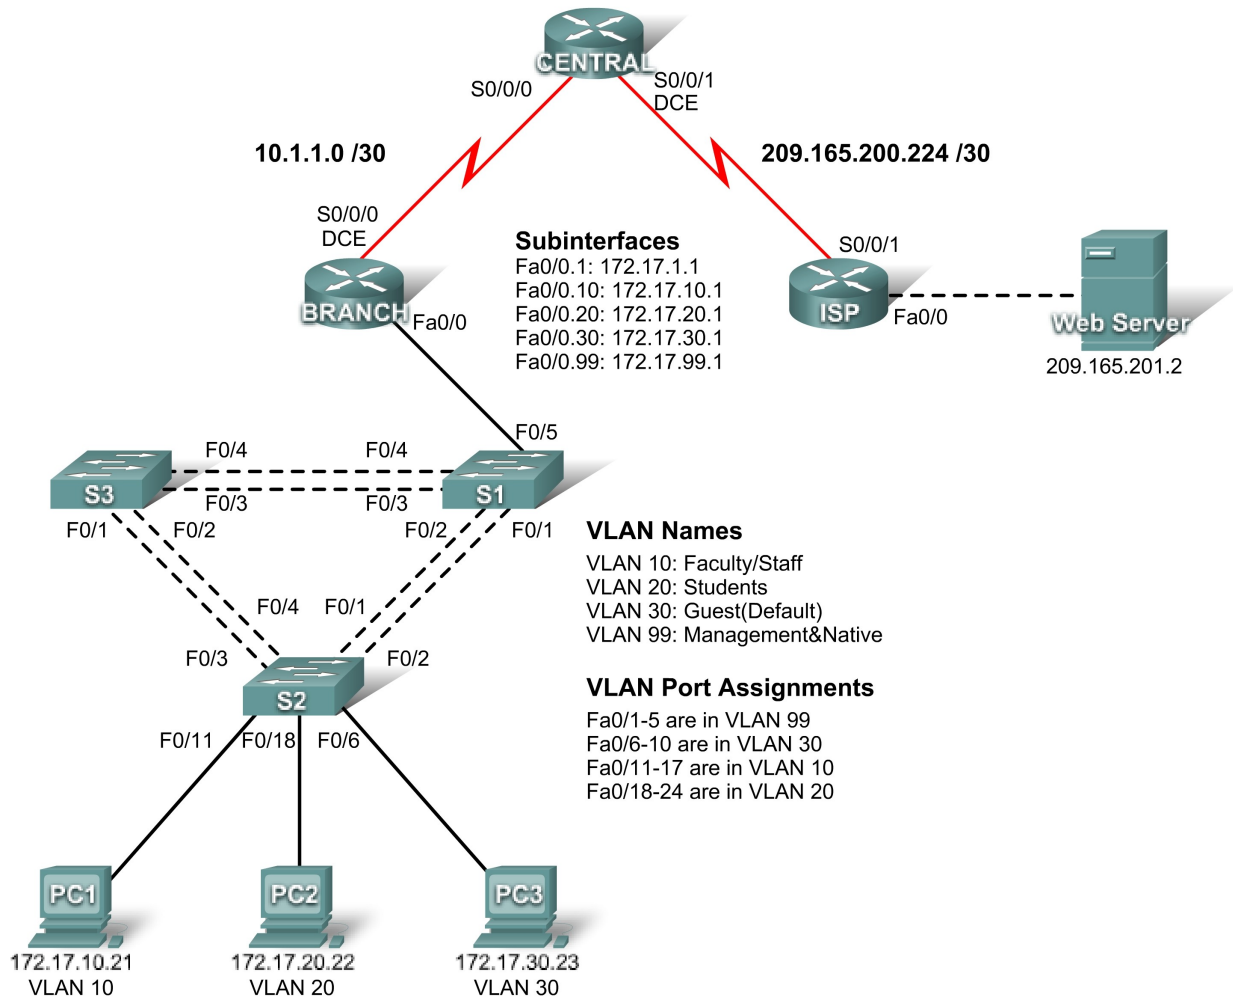 CENTRAL
S0/0/0
S0/0/1
DCE
10.1.1.0 /30
209.165.200.224 /30
S0/0/0
DCE
BRANCH
Fa0/0
Subinterfaces
Fa0/0.1: 172.17.1.1
Fa0/0.10: 172.17.10.1
Fa0/0.20: 172.17.20.1
Fa0/0.30: 172.17.30.1
Fa0/0.99: 172.17.99.1
S0/0/1
ISP
Fa0/0
Web Server
209.165.201.2
F0/5
F0/4
F0/4
S3
S1
F0/3
F0/3
F0/1
F0/2
F0/2
F0/1
VLAN Names
VLAN 10: Faculty/Staff
VLAN 20: Students
VLAN 30: Guest(Default)
VLAN 99: Management&Native
F0/4
F0/1
F0/3
F0/2
S2
VLAN Port Assignments
Fa0/1-5 are in VLAN 99
Fa0/6-10 are in VLAN 30
Fa0/11-17 are in VLAN 10
Fa0/18-24 are in VLAN 20
F0/11
F0/18
F0/6
PC1
172.17.10.21
VLAN 10
PC2
172.17.20.22
VLAN 20
PC3
172.17.30.23
VLAN 30